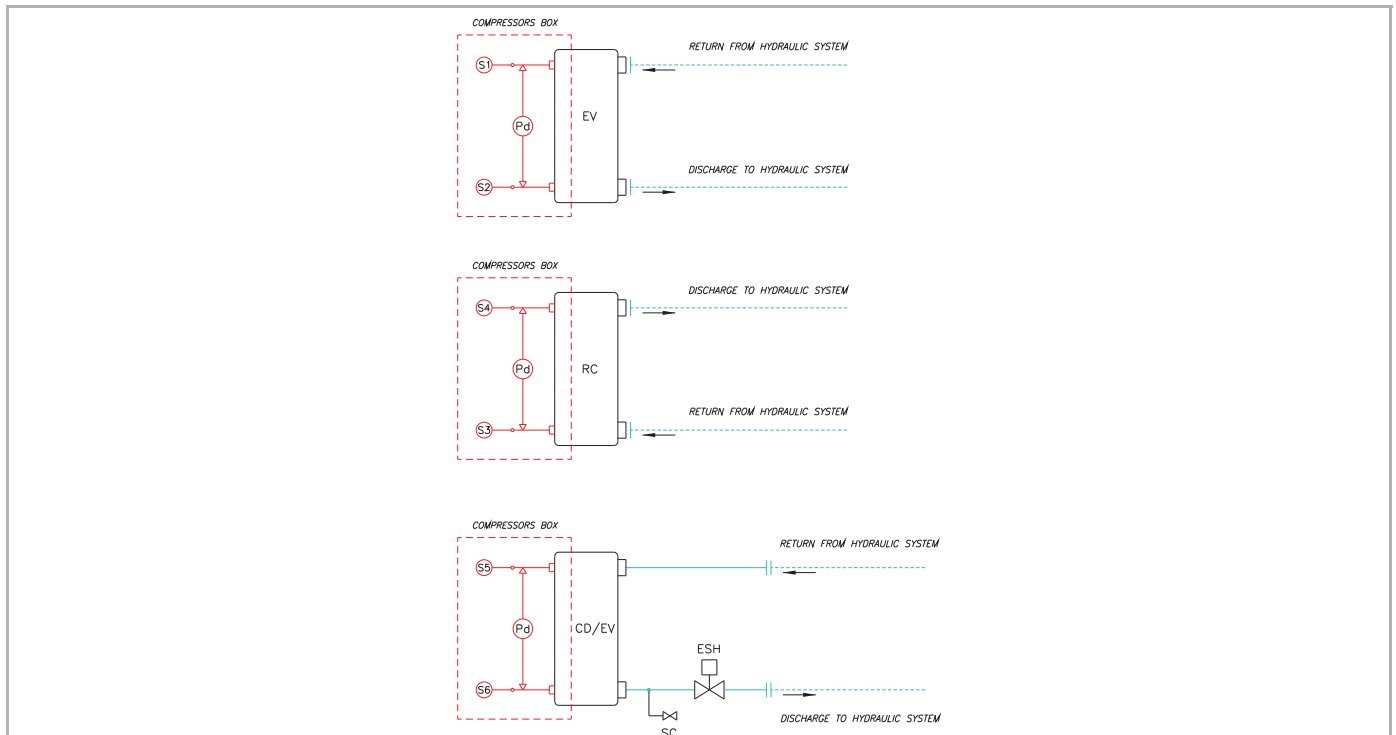 COMPRESSORS BOX
RETURN FROM HYDRAULIC SYSTEM
S1
EV
Pd
DISCHARGE TO HYDRAULIC SYSTEM
S2
COMPRESSORS BOX
DISCHARGE TO HYDRAULIC SYSTEM
S4
Pd
RC
RETURN FROM HYDRAULIC SYSTEM
S3
COMPRESSORS BOX
RETURN FROM HYDRAULIC SYSTEM
S5
Pd
CD/EV
ESH
S6
DISCHARGE TO HYDRAULIC SYSTEM